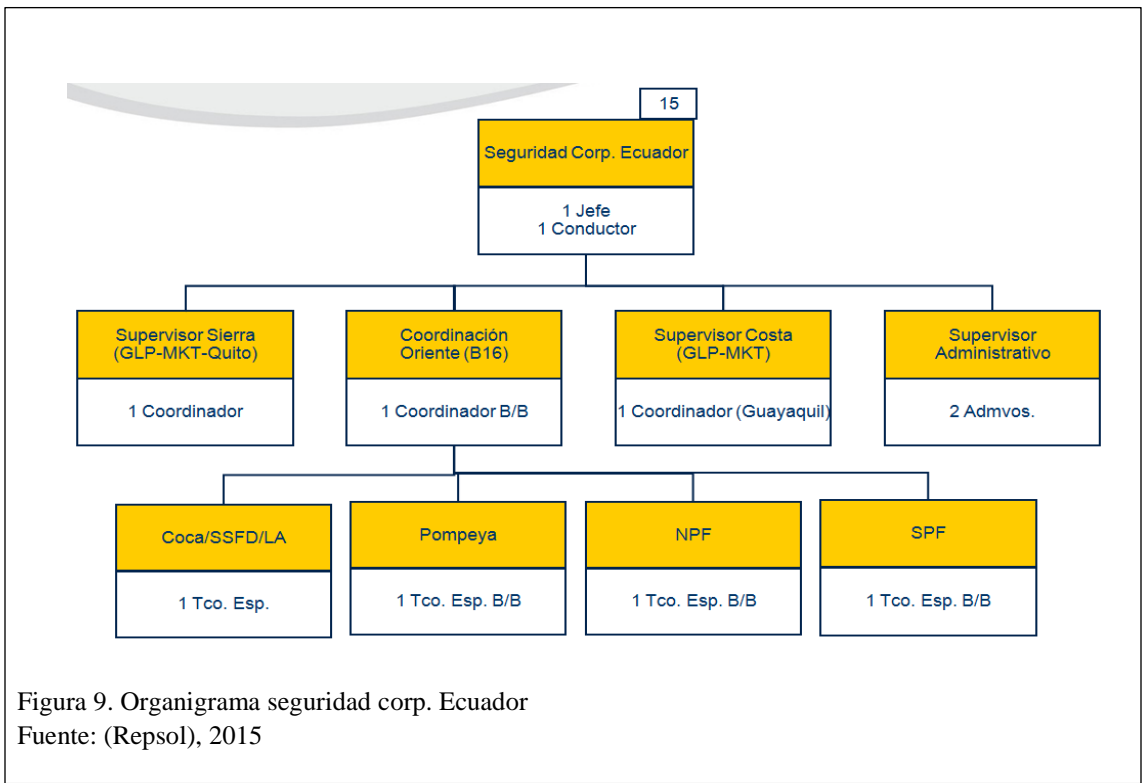 15
Seguridad Corp. Ecuador
1 Jefe
1 Conductor
Supervisor Sierra
(GLP-MKT-Quito)
1 Coordinador
Coordinación
Oriente (B16)
1 Coordinador B/B
Supervisor Costa
(GLP-MKT)
1 Coordinador (Guayaquil)
Supervisor
Administrativo
2 Admvos.
Coca/SSFD/LA
1 Tco. Esp.
Pompeya
1 Tco. Esp. B/B
NPF
1 Tco. Esp. B/B
SPF
1 Tco. Esp. B/B
Figura 9. Organigrama seguridad corp. Ecuador
Fuente: (Repsol), 2015